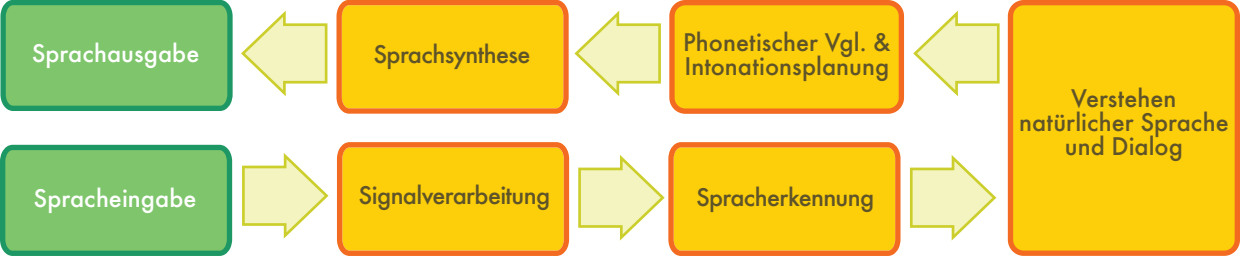 Sprachausgabe
Sprachsynthese
Phonetischer Vgl. &
Intonationsplanung
Verstehen
natürlicher Sprache
und Dialog
Spracheingabe
Signalverarbeitung
Spracherkennung